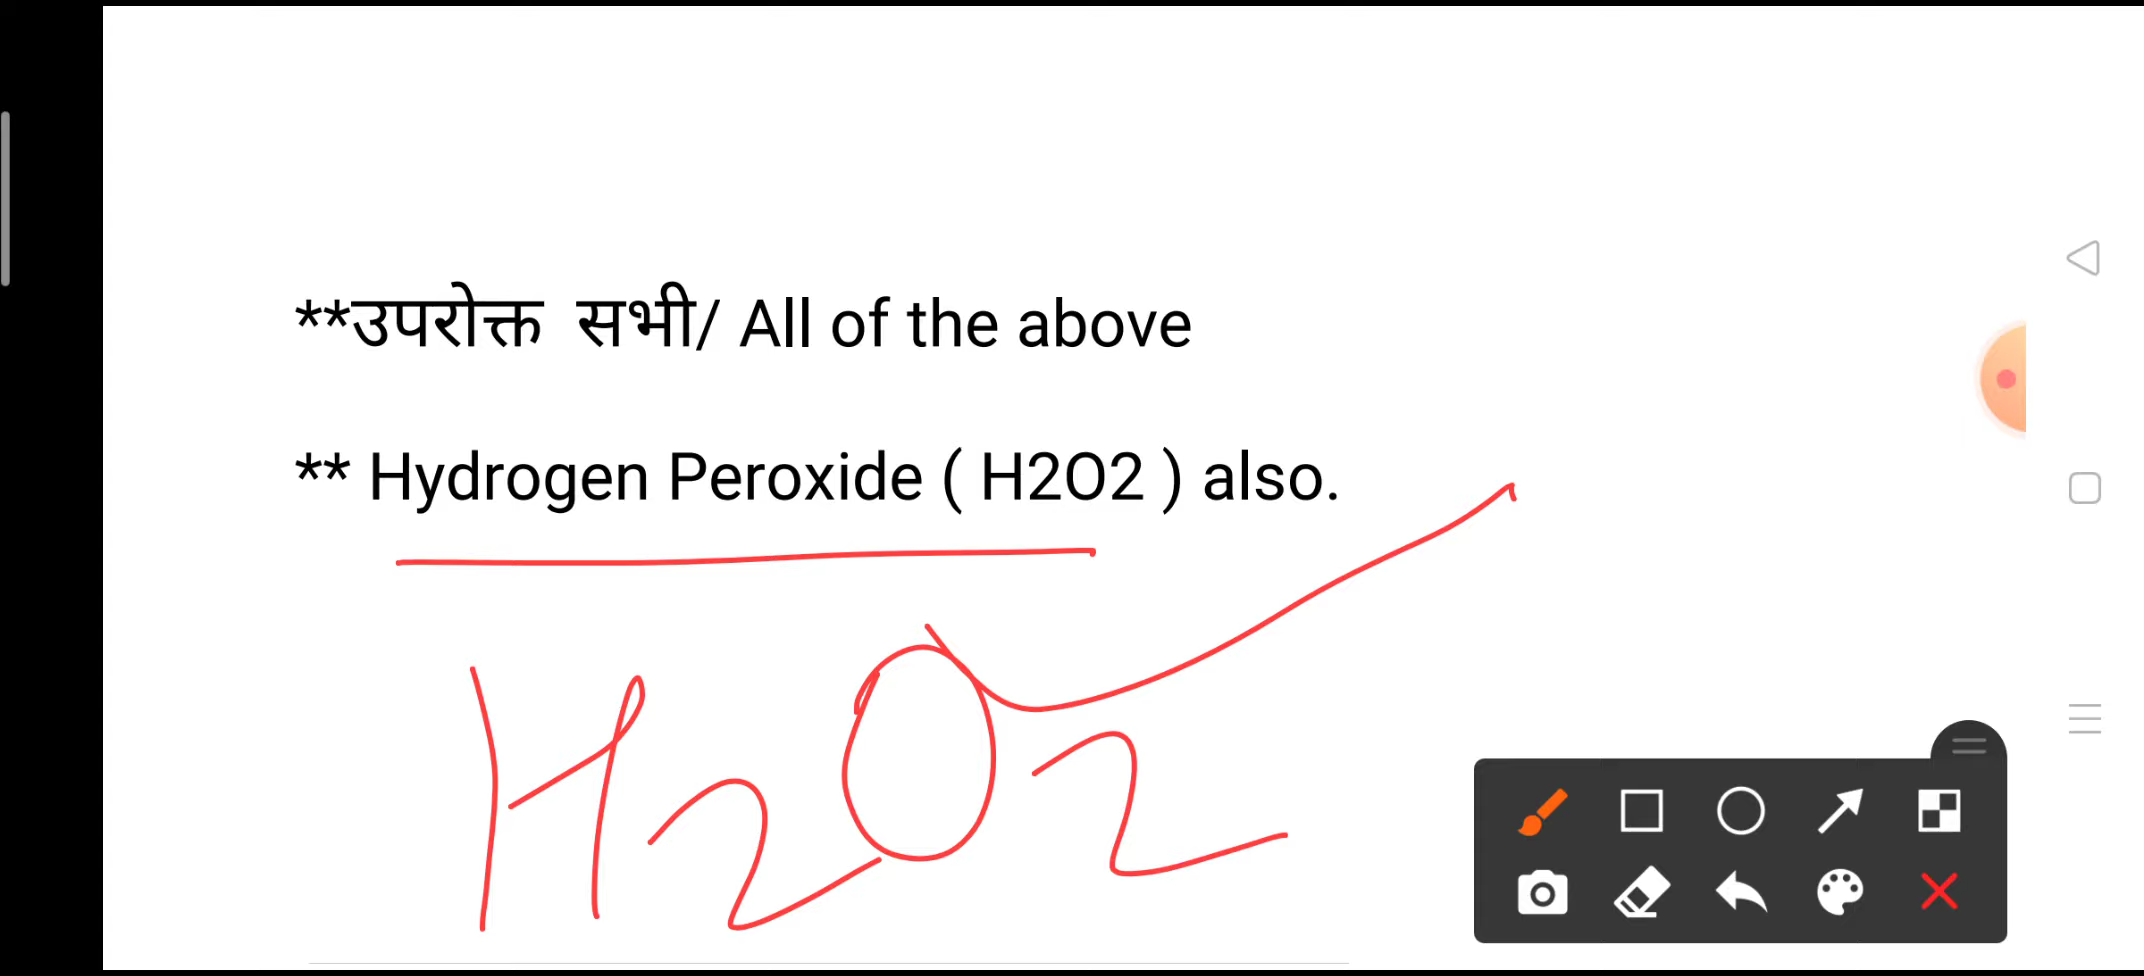 **उपरोक्त सभी/ All of the above
** Hydrogen Peroxide ( H2O2 ) also.
H2O2